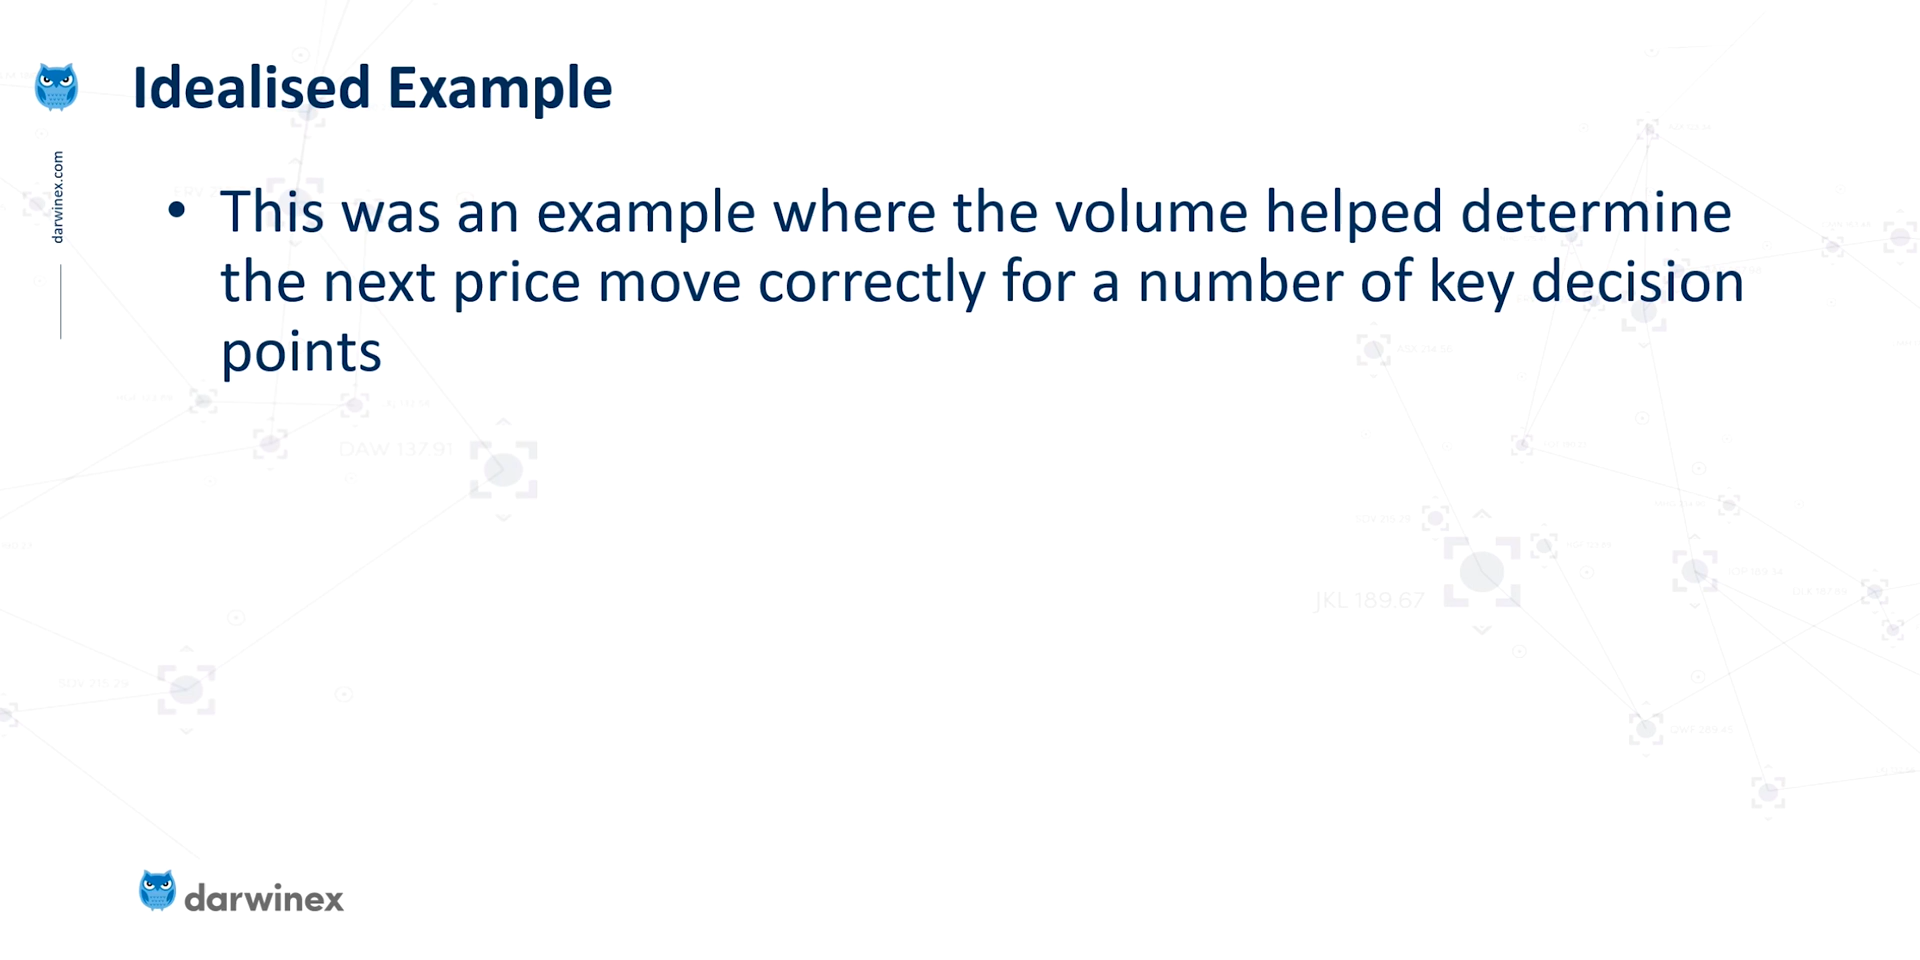 Idealised Example
darwinex.com
• This was an example where the volume helped determine
the next price move correctly for a number of key decision
points
DAW 137.91
JKL 189.67
darwinex